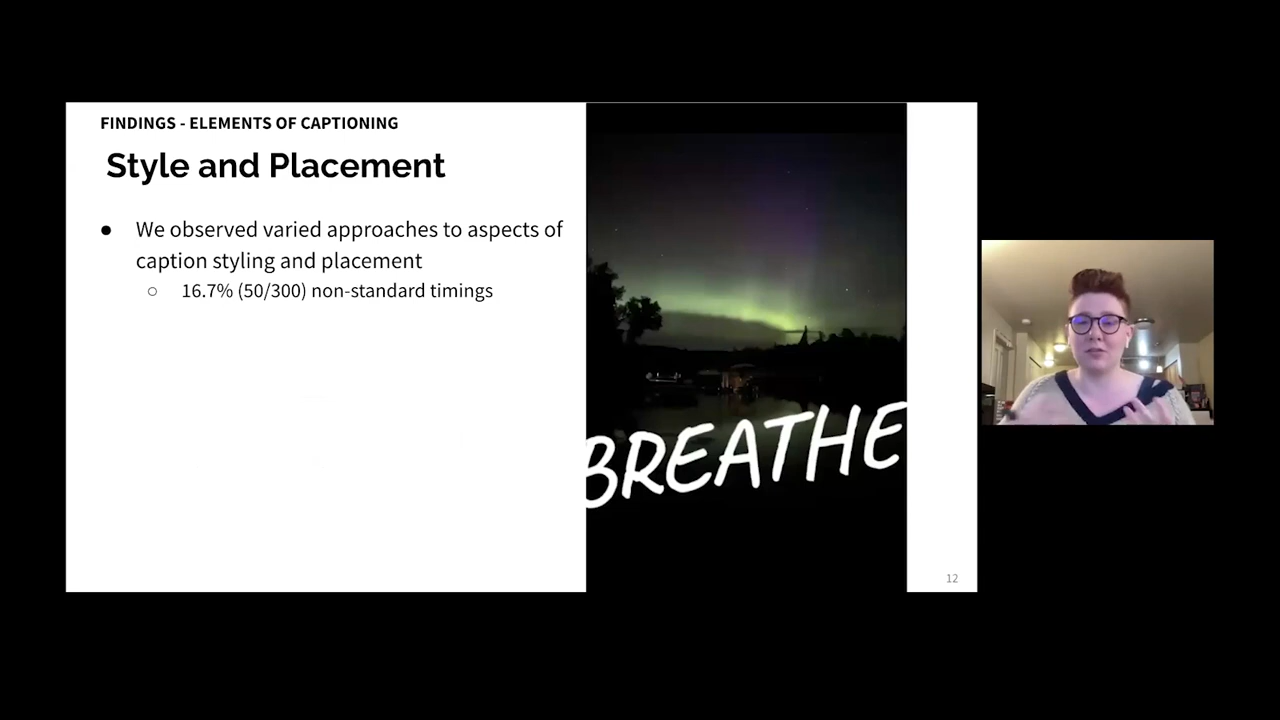 FINDINGS - ELEMENTS OF CAPTIONING
Style and Placement
● We observed varied approaches to aspects of
caption styling and placement
○ 16.7% (50/300) non-standard timings
BREATHE
12